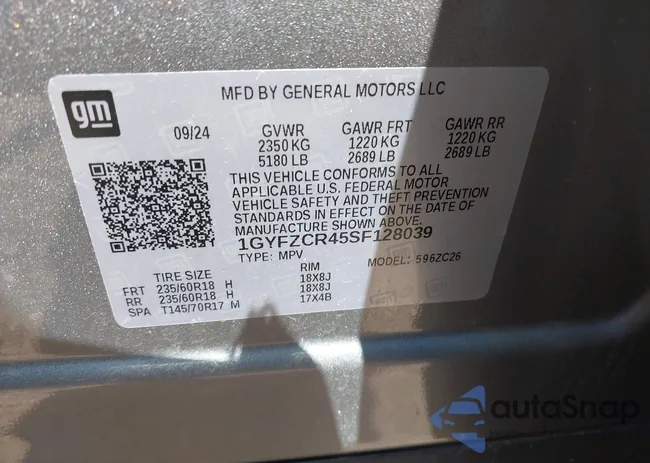 gm
MFD BY GENERAL MOTORS LLC
09/24 GVWR GAWR FRT GAWR RR
2350 KG 1220 KG 1220 KG
5180 LB 2689 LB 2689 LB
THIS VEHICLE CONFORMS TO ALL
APPLICABLE U.S. FEDERAL MOTOR
VEHICLE SAFETY AND THEFT PREVENTION
STANDARDS IN EFFECT ON THE DATE OF
MANUFACTURE SHOWN ABOVE.
1GYFZCR45SF128039
TYPE: MPV MODEL: 596ZC26
TIRE SIZE RIM
FRT 235/60R18 H 18X8J
RR 235/60R18 H 18X8J
SPA T145/70R17 M 17X4B
autaSnap